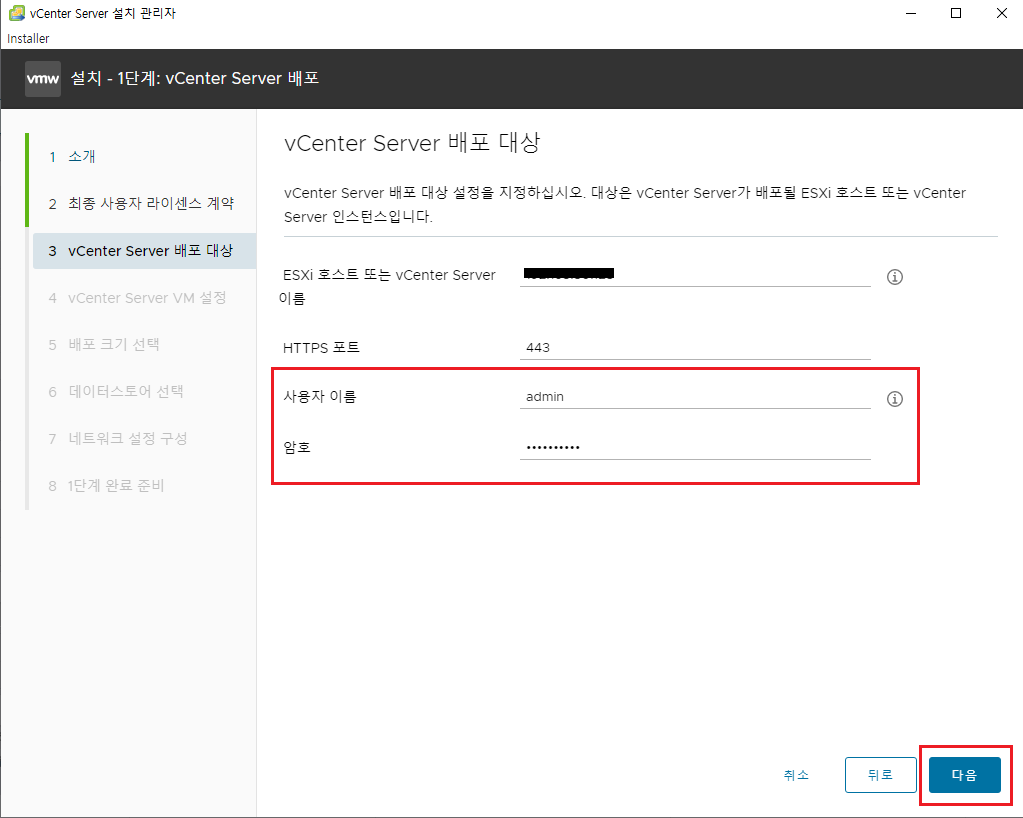 vCenter Server 설치 관리자
Installer
vmw 설치 - 1단계: vCenter Server 배포
1 소개
2 최종 사용자 라이센스 계약
3 vCenter Server 배포 대상
4 vCenter Server VM 설정
5 배포 크기 선택
6 데이터스토어 선택
7 네트워크 설정 구성
8 1단계 완료 준비
vCenter Server 배포 대상
vCenter Server 배포 대상 설정을 지정하십시오. 대상은 vCenter Server가 배포될 ESXi 호스트 또는 vCenter
Server 인스턴스입니다.
ESXi 호스트 또는 vCenter Server
이름
HTTPS 포트 443
사용자 이름 admin
암호 ••••••••••
취소 뒤로 다음